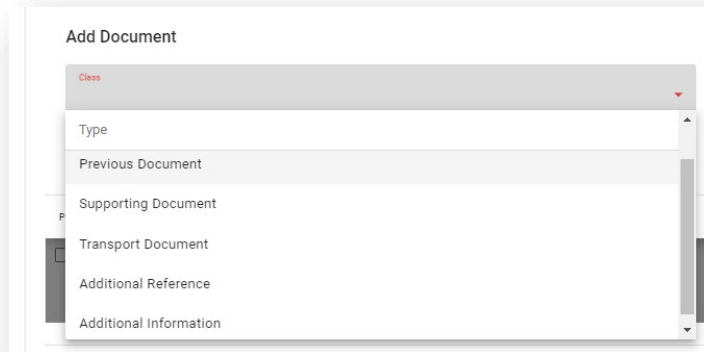 Add Document
Class
Type
Previous Document
Supporting Document
P
Transport Document
Additional Reference
Additional Information